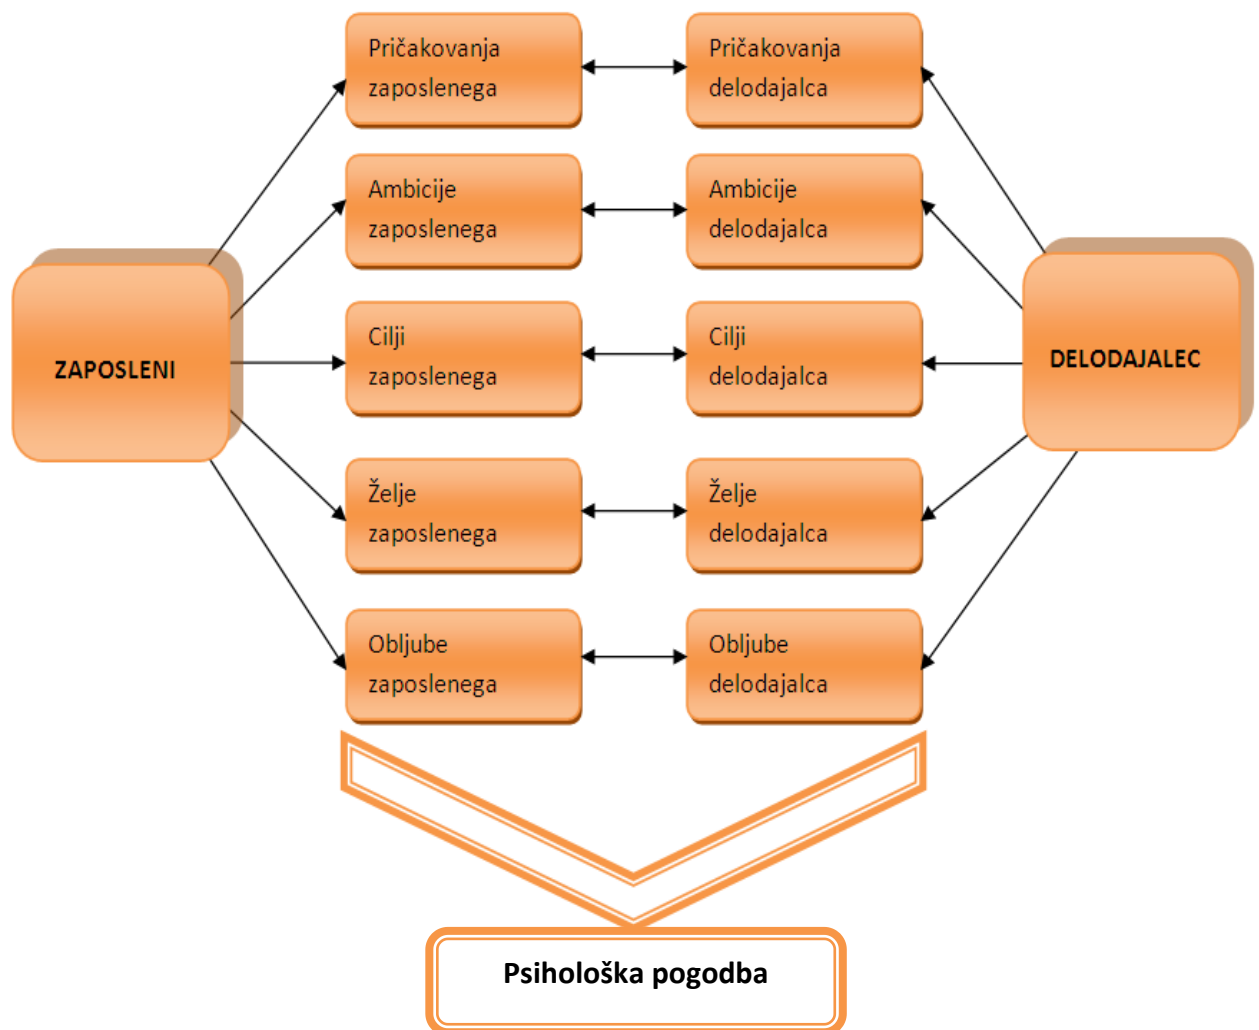 Pričakovanja
zaposlenega
Pričakovanja
delodajalca
Ambicije
zaposlenega
Ambicije
delodajalca
ZAPOSLENI
Cilji
zaposlenega
Cilji
delodajalca
DELODAJALEC
Želje
zaposlenega
Želje
delodajalca
Obljube
zaposlenega
Obljube
delodajalca
Psihološka pogodba